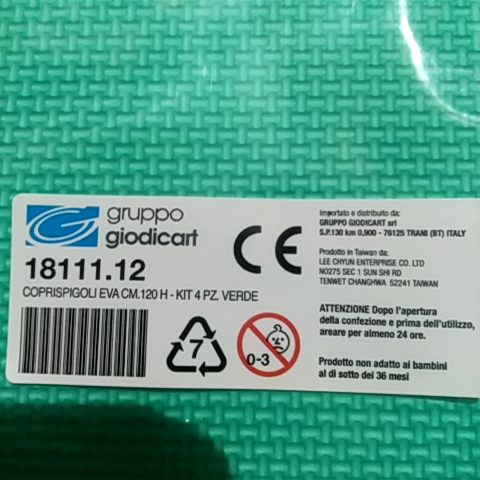 gruppo
giodicart
18111.12
COPRISPIGOLI EVA CM.120 H - KIT 4 PZ. VERDE
7
0-3
CE
Importato e distribuito da:
GRUPPO GIODICART srl
S.P.130 km 0,900 - 76125 TRANI (BT) ITALY
Prodotto in Taiwan da:
LEE CHYUN ENTERPRISE CO. LTD
NO275 SEC 1 SUN SHI RD
TENWET CHANGHWA 52241 TAIWAN
ATTENZIONE Dopo l'apertura
della confezione e prima dell'utilizzo,
areare per almeno 24 ore.
Prodotto non adatto ai bambini
al di sotto dei 36 mesi